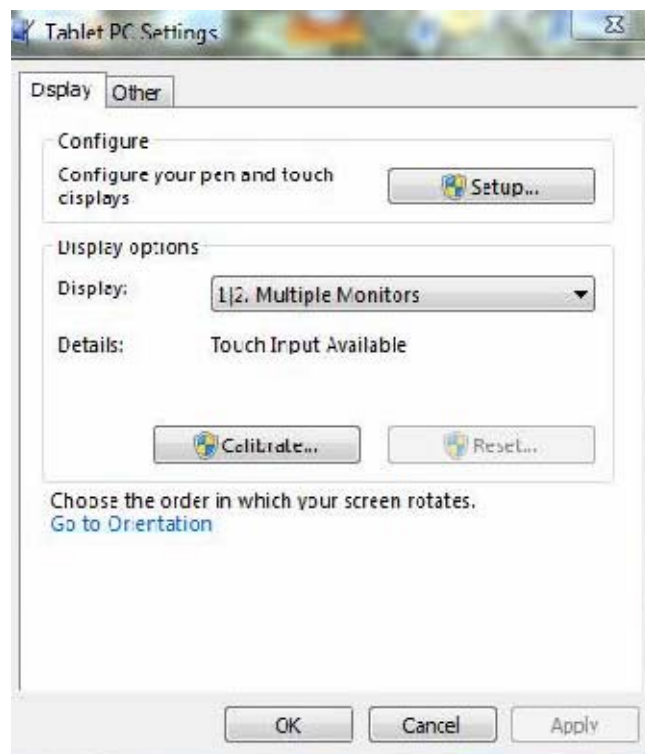 Tablet PC Settings
Display Other
Configure
Configure your pen and touch
displays
Setup...
Display options
Display:
1|2. Multiple Monitors
Details:
Touch Input Available
Calibrate...
Reset...
Choose the order in which your screen rotates.
Go to Orientation
OK Cancel Apply